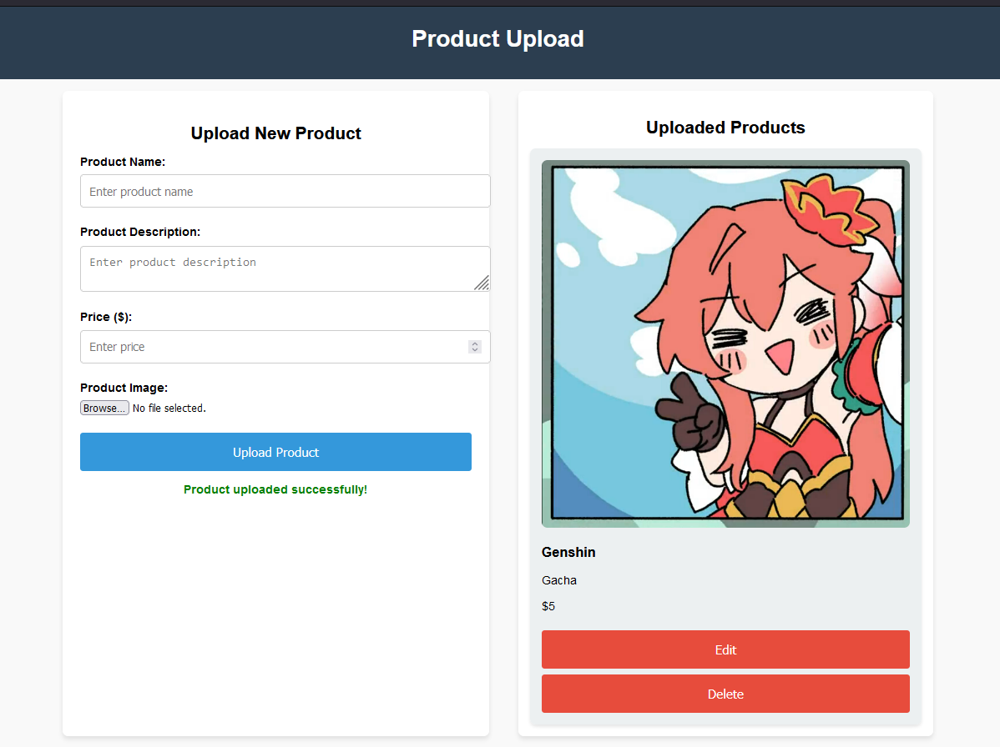 Product Upload
Upload New Product
Product Name:
Enter product name
Product Description:
Enter product description
Price ($):
Enter price
Product Image:
Browse... No file selected.
Upload Product
Product uploaded successfully!
Uploaded Products
Genshin
Gacha
$5
Edit
Delete